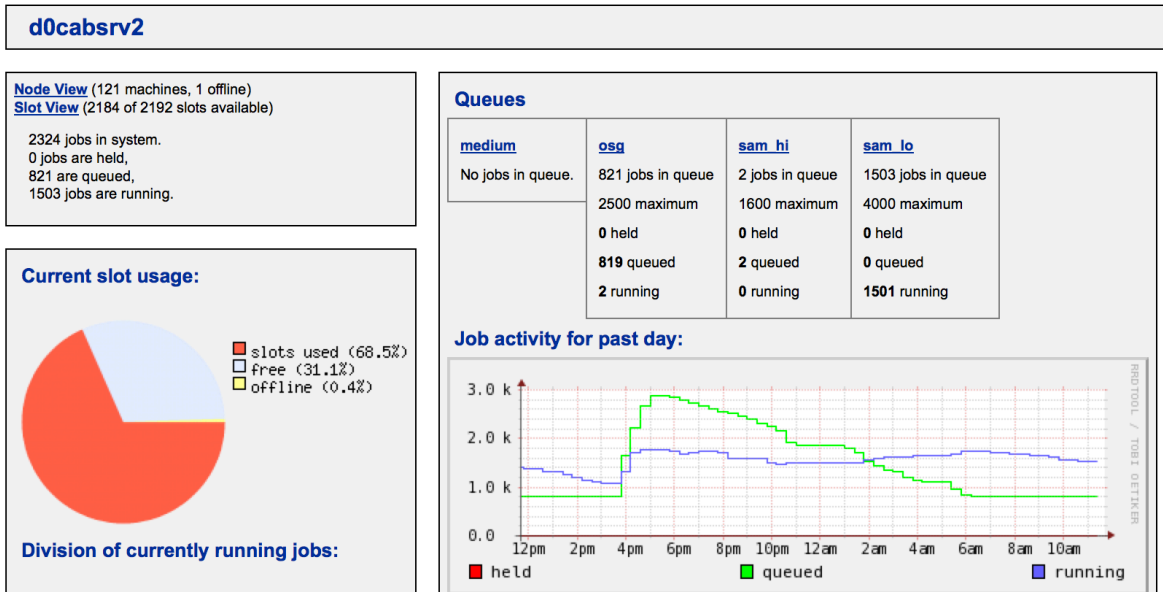 d0cabsrv2
Node View (121 machines, 1 offline)
Slot View (2184 of 2192 slots available)
2324 jobs in system.
0 jobs are held,
821 are queued,
1503 jobs are running.
Current slot usage:
slots used (68.5%)
free (31.1%)
offline (0.4%)
Division of currently running jobs:
Queues
medium
No jobs in queue.
osg
821 jobs in queue
2500 maximum
0 held
819 queued
2 running
sam_hi
2 jobs in queue
1600 maximum
0 held
2 queued
0 running
sam_lo
1503 jobs in queue
4000 maximum
0 held
0 queued
1501 running
Job activity for past day:
3.0 k
2.0 k
1.0 k
0.0
12pm 2pm 4pm 6pm 8pm 10pm 12am 2am 4am 6am 8am 10am
held queued running
RRDTOOL / TOBI OETIKER